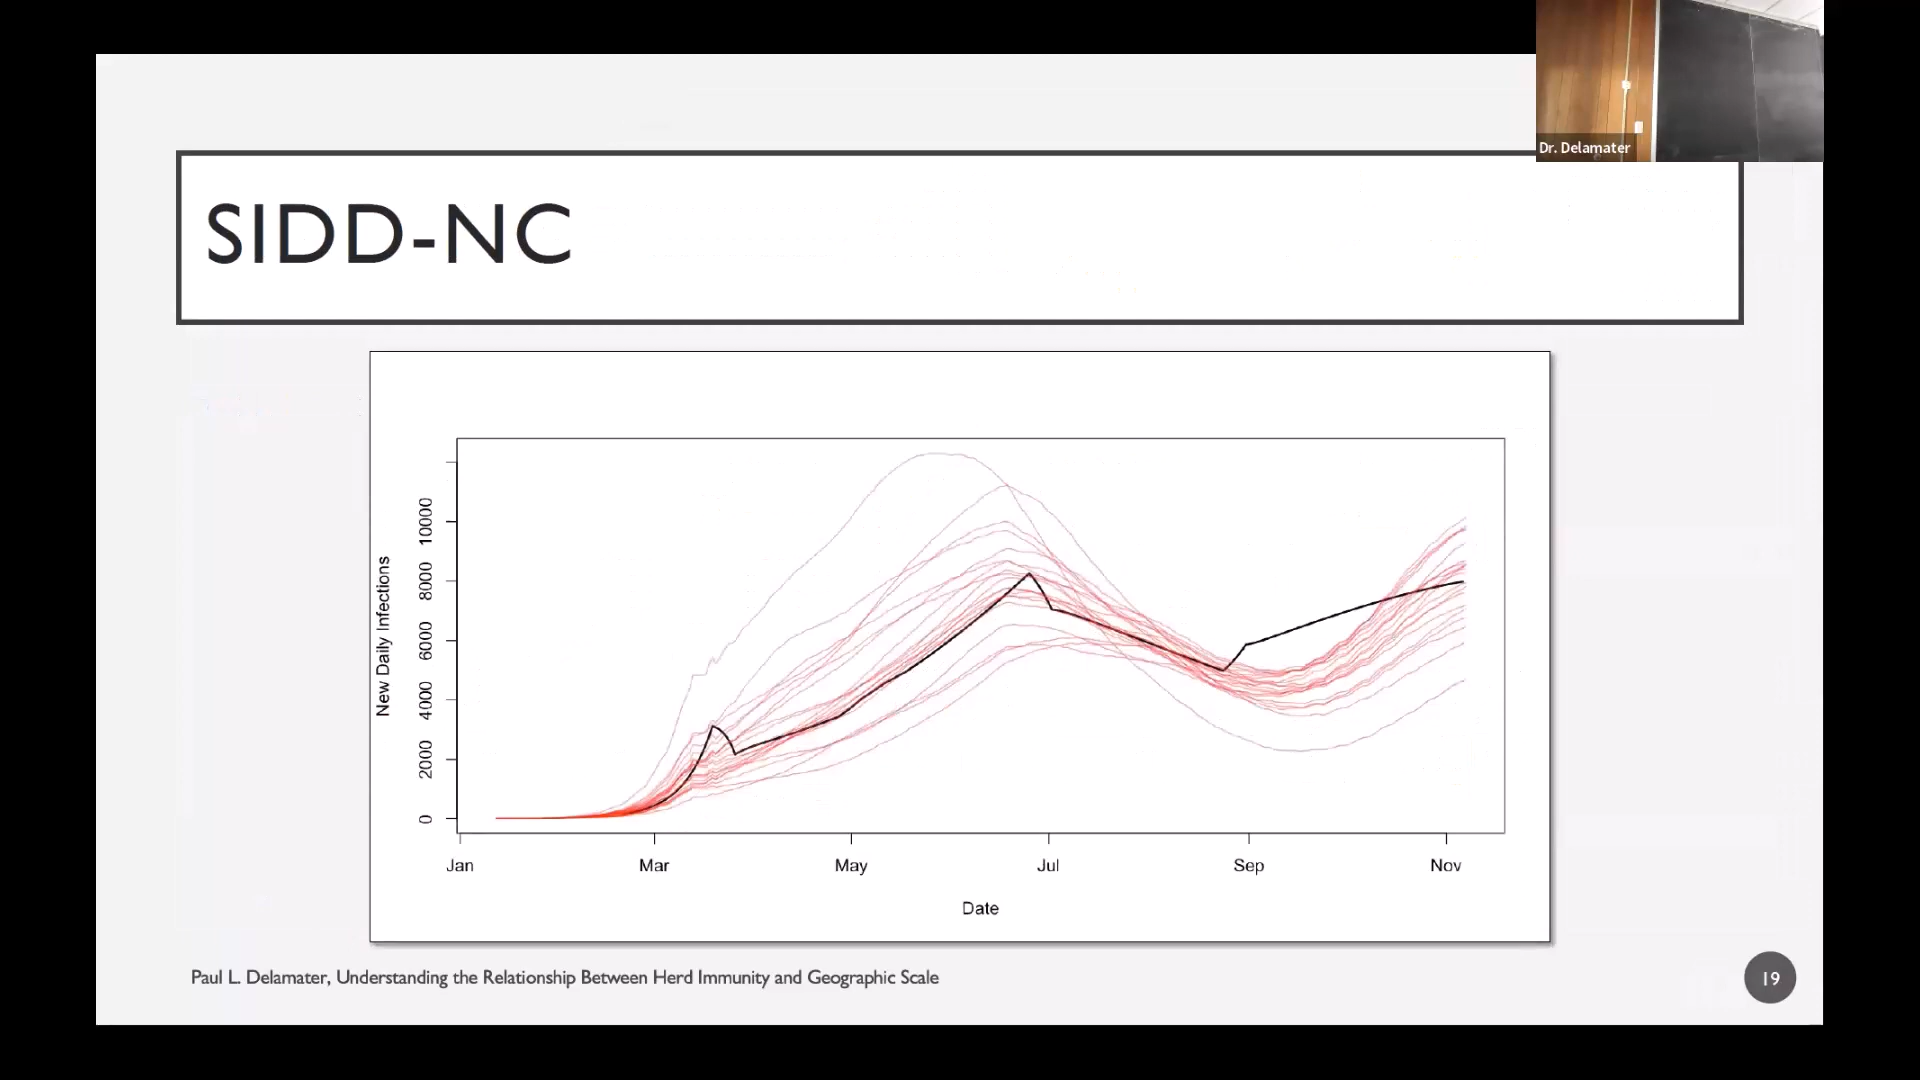 Dr. Delamater
SIDD-NC
New Daily Infections
10000
8000
6000
4000
2000
0
Jan Mar May Jul Sep Nov
Date
Paul L. Delamater, Understanding the Relationship Between Herd Immunity and Geographic Scale
19